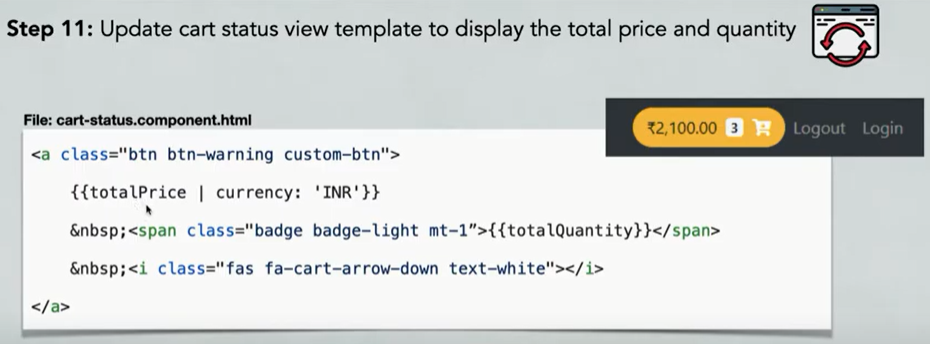 Step 11: Update cart status view template to display the total price and quantity
File: cart-status.component.html
₹2,100.00 3 Logout Login
<a class="btn btn-warning custom-btn">
{{totalPrice | currency: 'INR'}}
&nbsp;<span class="badge badge-light mt-1”>{{totalQuantity}}</span>
&nbsp;<i class="fas fa-cart-arrow-down text-white"></i>
</a>